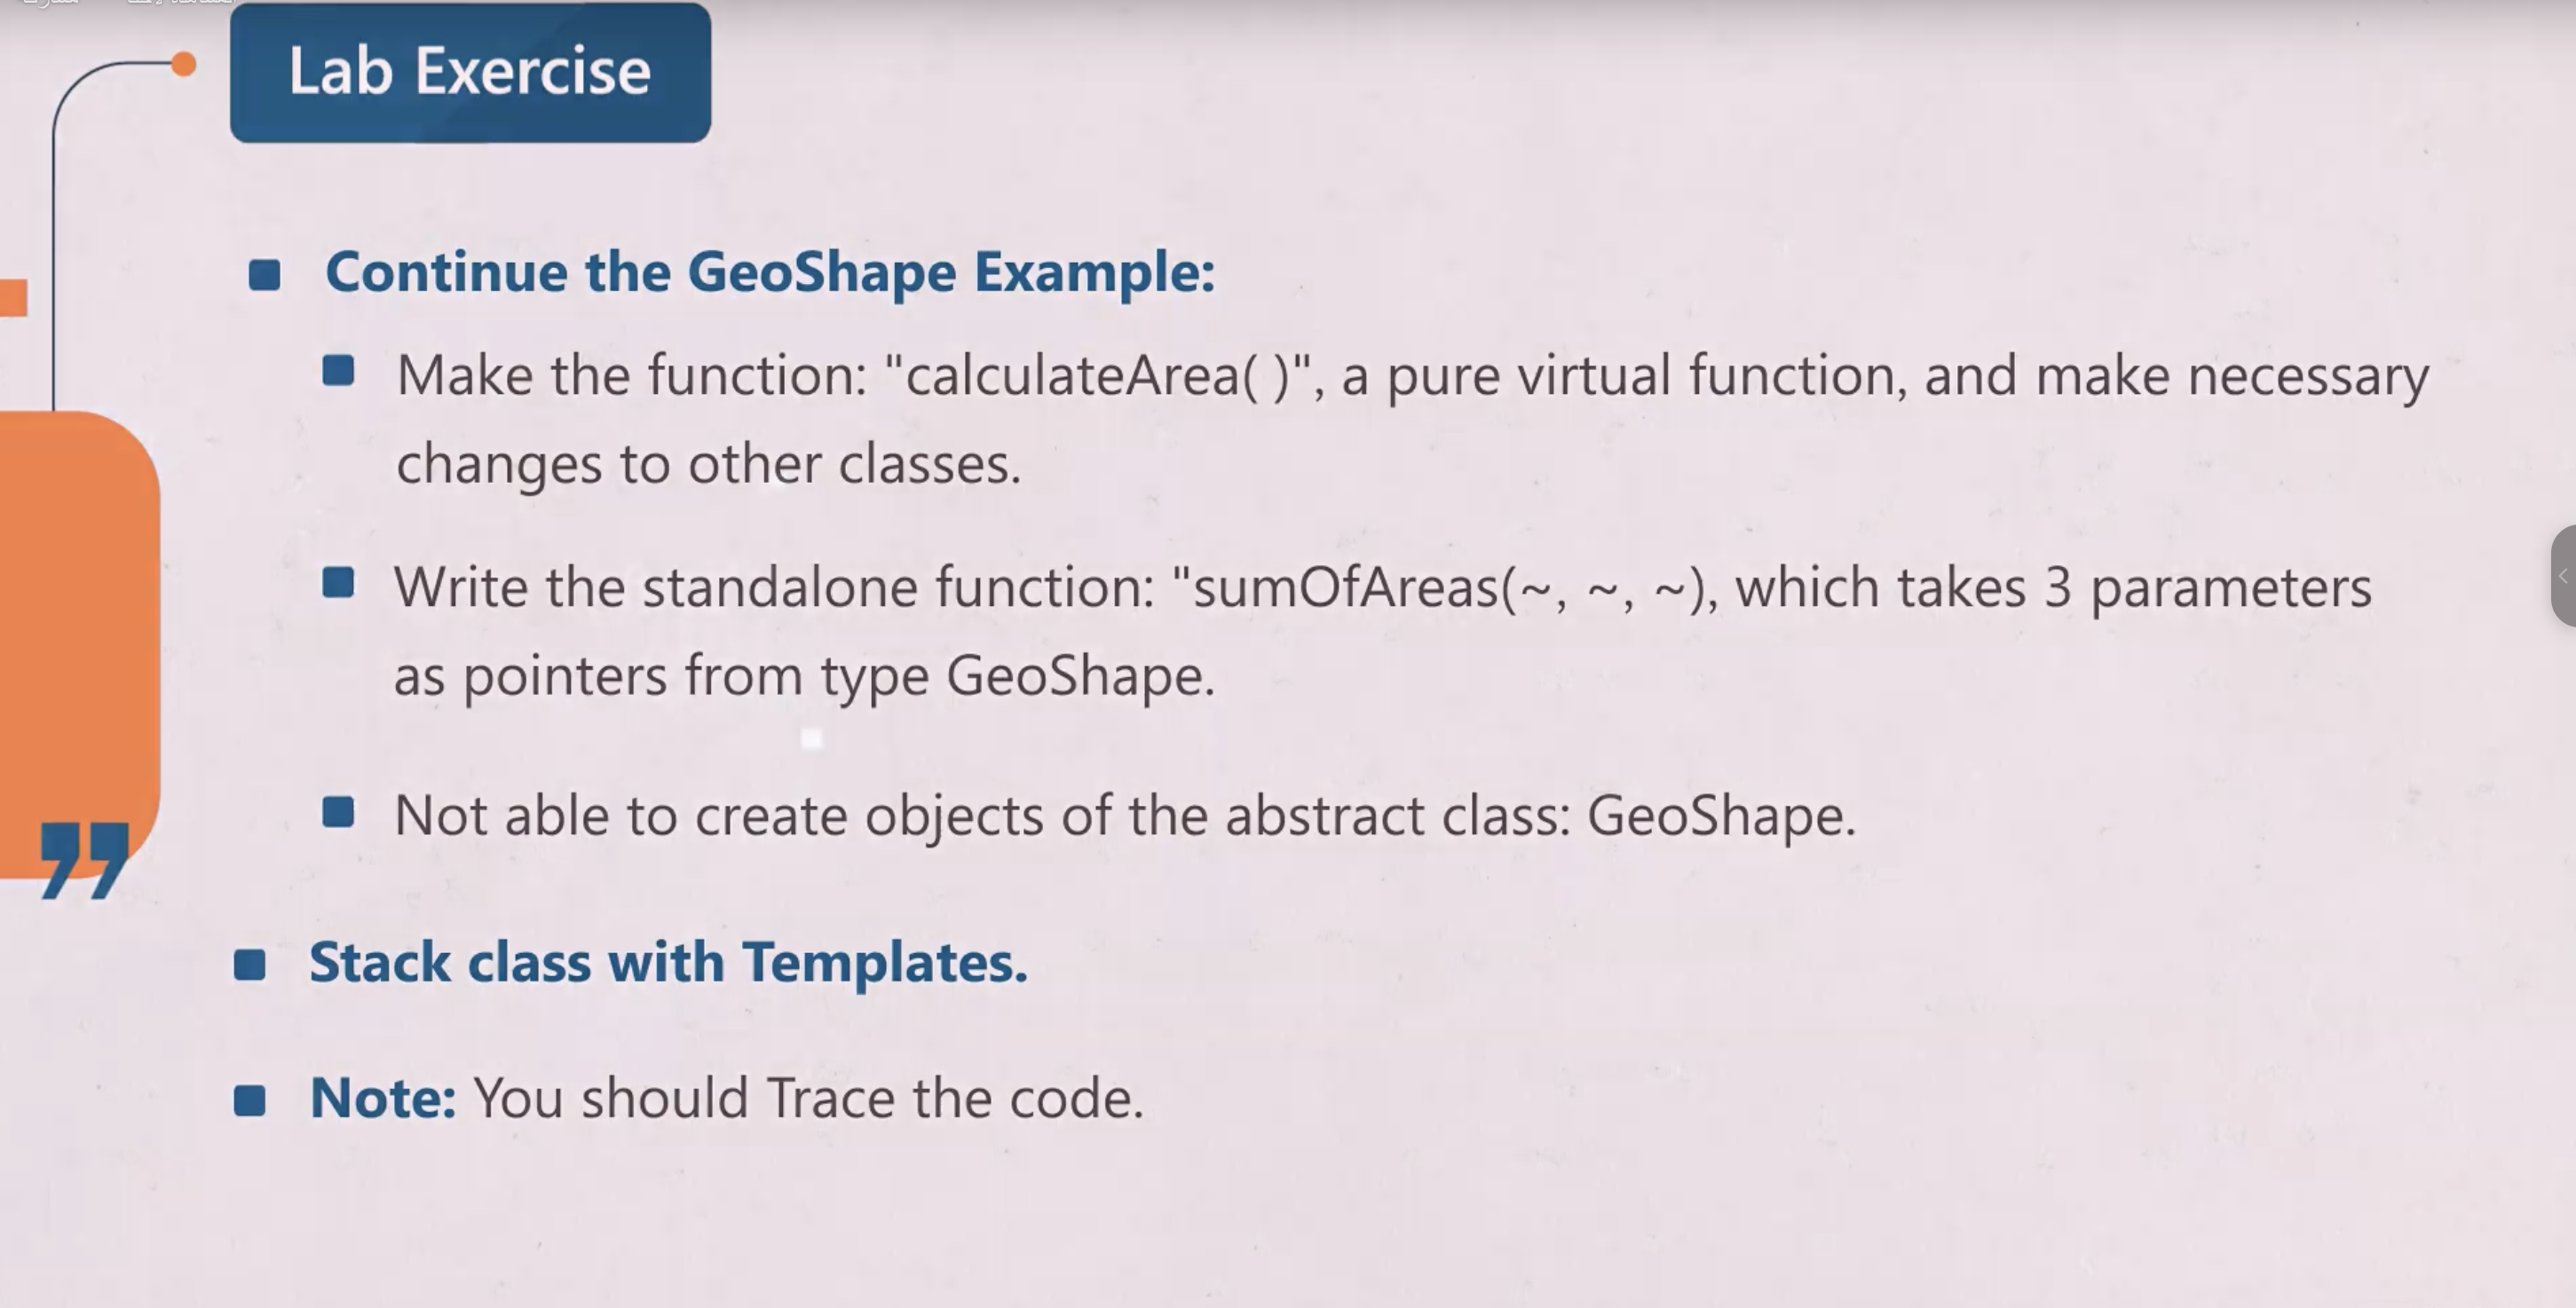 Lab Exercise
Continue the GeoShape Example:
Make the function: "calculateArea( )", a pure virtual function, and make necessary
changes to other classes.
Write the standalone function: "sumOfAreas(~, ~, ~), which takes 3 parameters
as pointers from type GeoShape.
Not able to create objects of the abstract class: GeoShape.
Stack class with Templates.
Note: You should Trace the code.